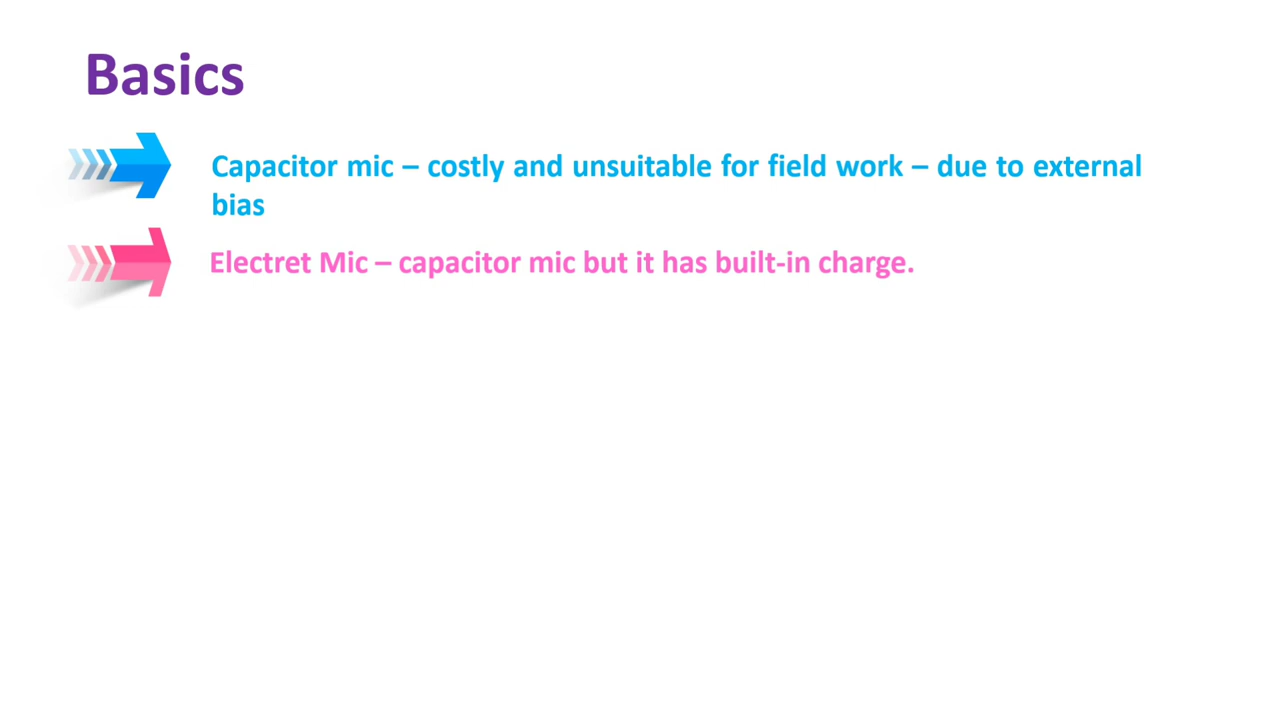 Basics
Capacitor mic – costly and unsuitable for field work – due to external
bias
Electret Mic – capacitor mic but it has built-in charge.